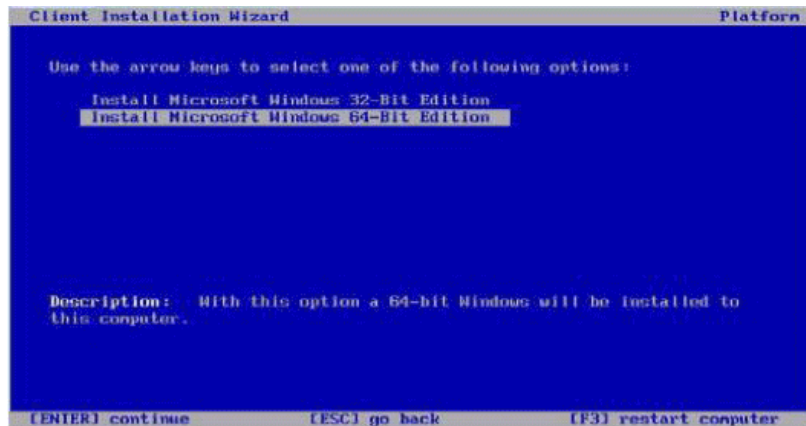 Client Installation Wizard Platform
Use the arrow keys to select one of the following options:
Install Microsoft Windows 32-Bit Edition
Install Microsoft Windows 64-Bit Edition
Description: With this option a 64-bit Windows will be installed to
this computer.
[ENTER] continue [ESC] go back [F3] restart computer